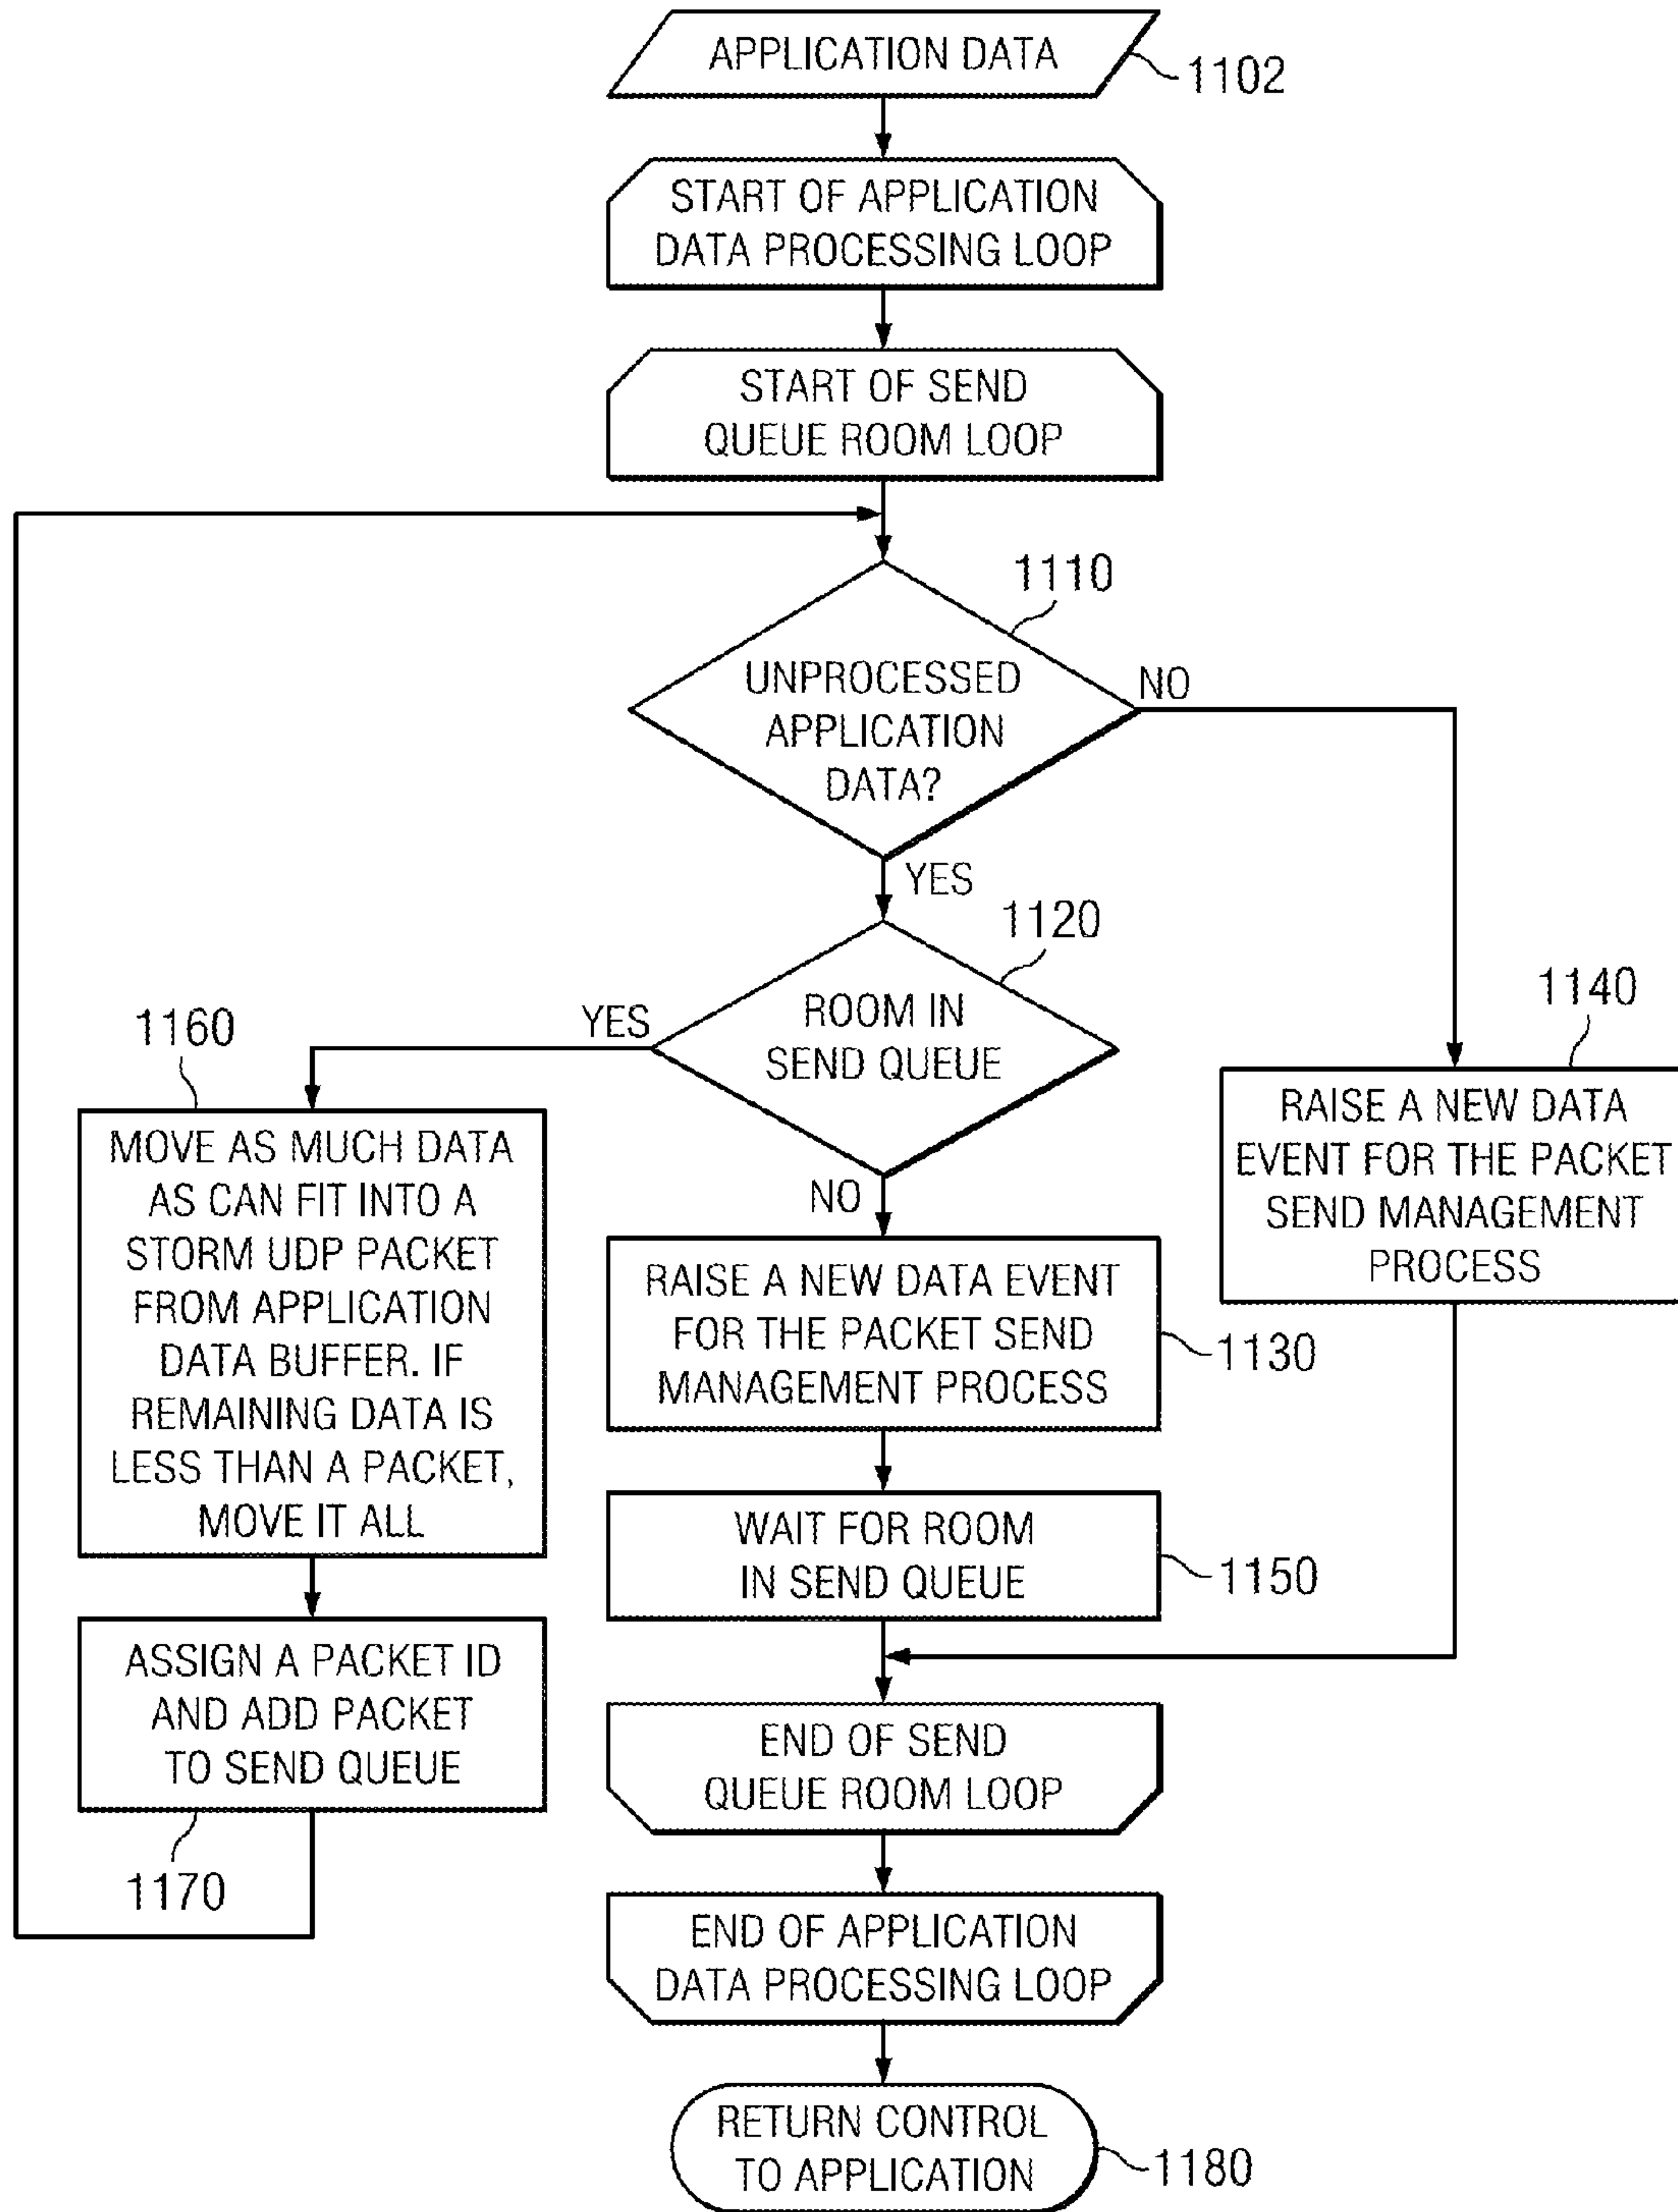 APPLICATION DATA
1102
START OF APPLICATION
DATA PROCESSING LOOP
START OF SEND
QUEUE ROOM LOOP
1110
UNPROCESSED
APPLICATION
DATA?
NO
YES
1120
ROOM IN
SEND QUEUE
YES
NO
1160
MOVE AS MUCH DATA
AS CAN FIT INTO A
STORM UDP PACKET
FROM APPLICATION
DATA BUFFER. IF
REMAINING DATA IS
LESS THAN A PACKET,
MOVE IT ALL
1140
RAISE A NEW DATA
EVENT FOR THE PACKET
SEND MANAGEMENT
PROCESS
RAISE A NEW DATA EVENT
FOR THE PACKET SEND
MANAGEMENT PROCESS
1130
WAIT FOR ROOM
IN SEND QUEUE
1150
ASSIGN A PACKET ID
AND ADD PACKET
TO SEND QUEUE
1170
END OF SEND
QUEUE ROOM LOOP
END OF APPLICATION
DATA PROCESSING LOOP
RETURN CONTROL
TO APPLICATION
1180